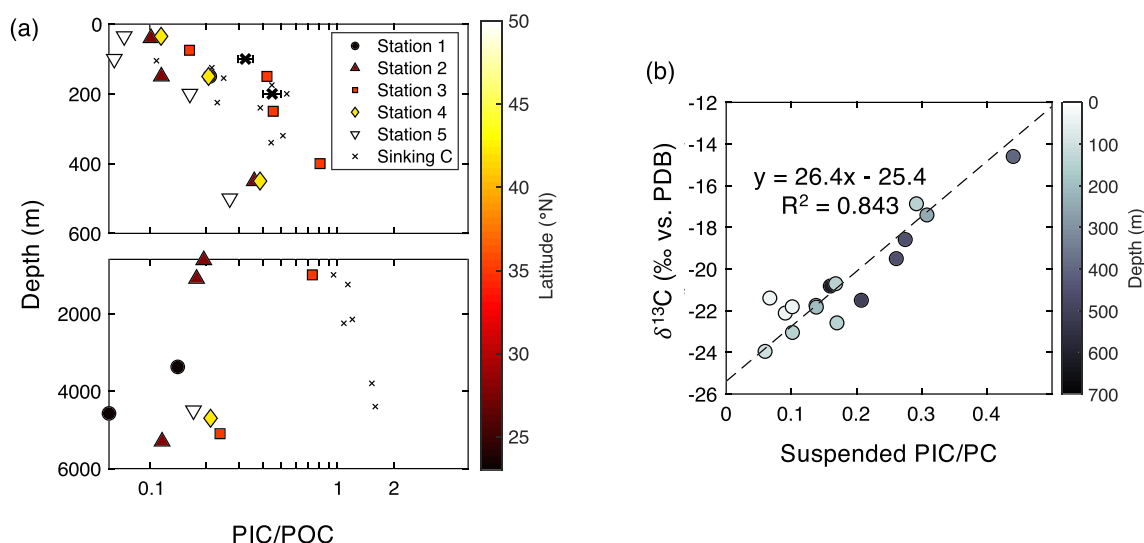 (a)
0
200
400
600
2000
4000
6000
Depth (m)
0.1
1
2
PIC/POC
Station 1
Station 2
Station 3
Station 4
Station 5
Sinking C
50
45
40
35
30
25
Latitude (°N)
(b)
-12
-14
-16
-18
-20
-22
-24
-26
δ¹³C (‰ vs. PDB)
y = 26.4x - 25.4
R² = 0.843
0
0.1
0.2
0.3
0.4
Suspended PIC/PC
0
100
200
300
400
500
600
700
Depth (m)